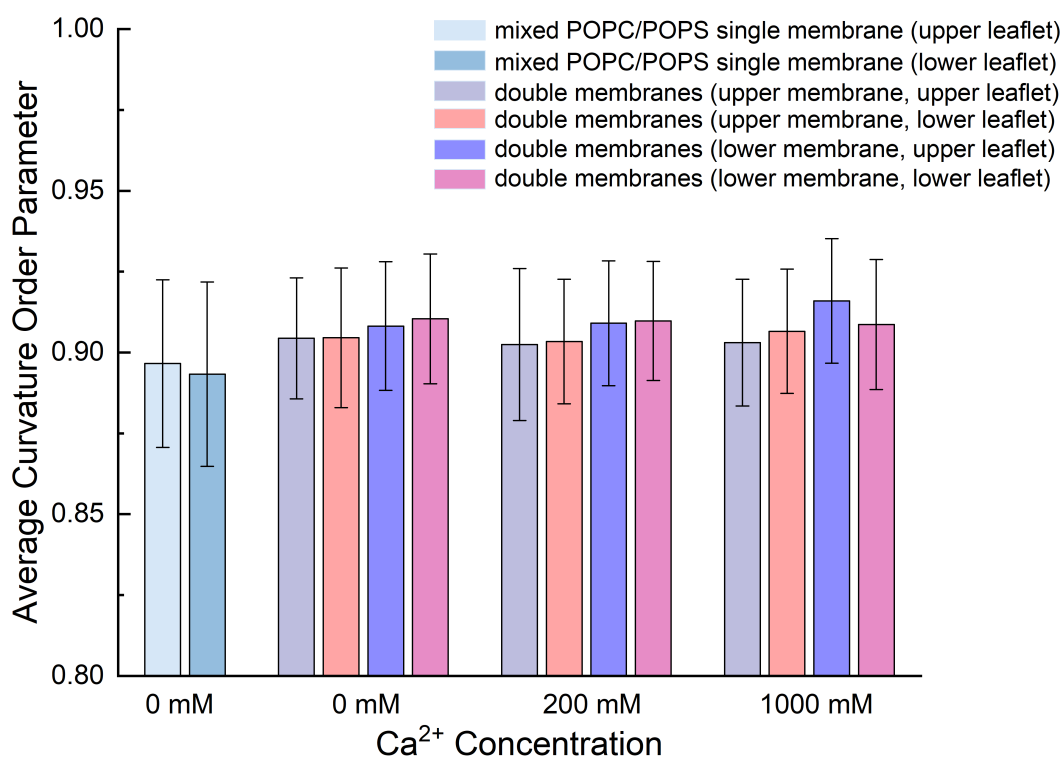 mixed POPC/POPS single membrane (upper leaflet)
mixed POPC/POPS single membrane (lower leaflet)
double membranes (upper membrane, upper leaflet)
double membranes (upper membrane, lower leaflet)
double membranes (lower membrane, upper leaflet)
double membranes (lower membrane, lower leaflet)
Average Curvature Order Parameter
1.00
0.95
0.90
0.85
0.80
0 mM
0 mM
200 mM
1000 mM
Ca²⁺ Concentration